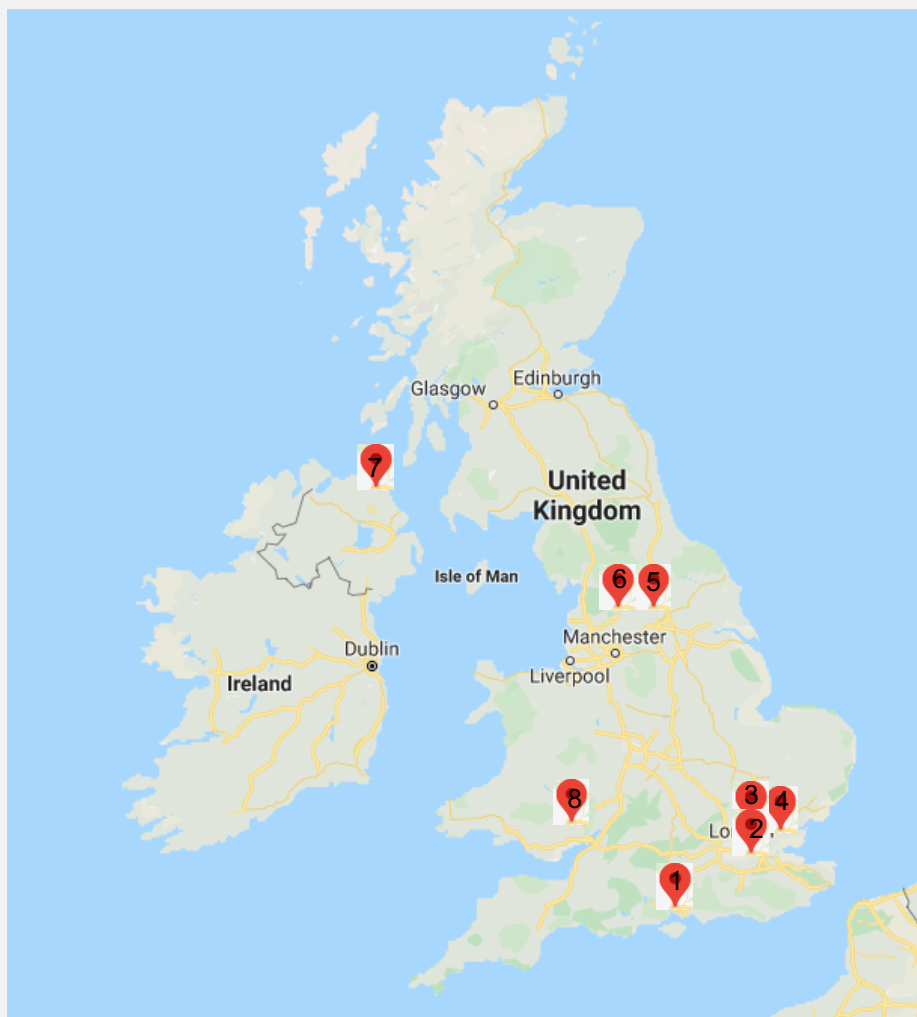 Glasgow
Edinburgh
7
United
Kingdom
Isle of Man
6
5
Manchester
Dublin
Liverpool
Ireland
8
3
4
2
1